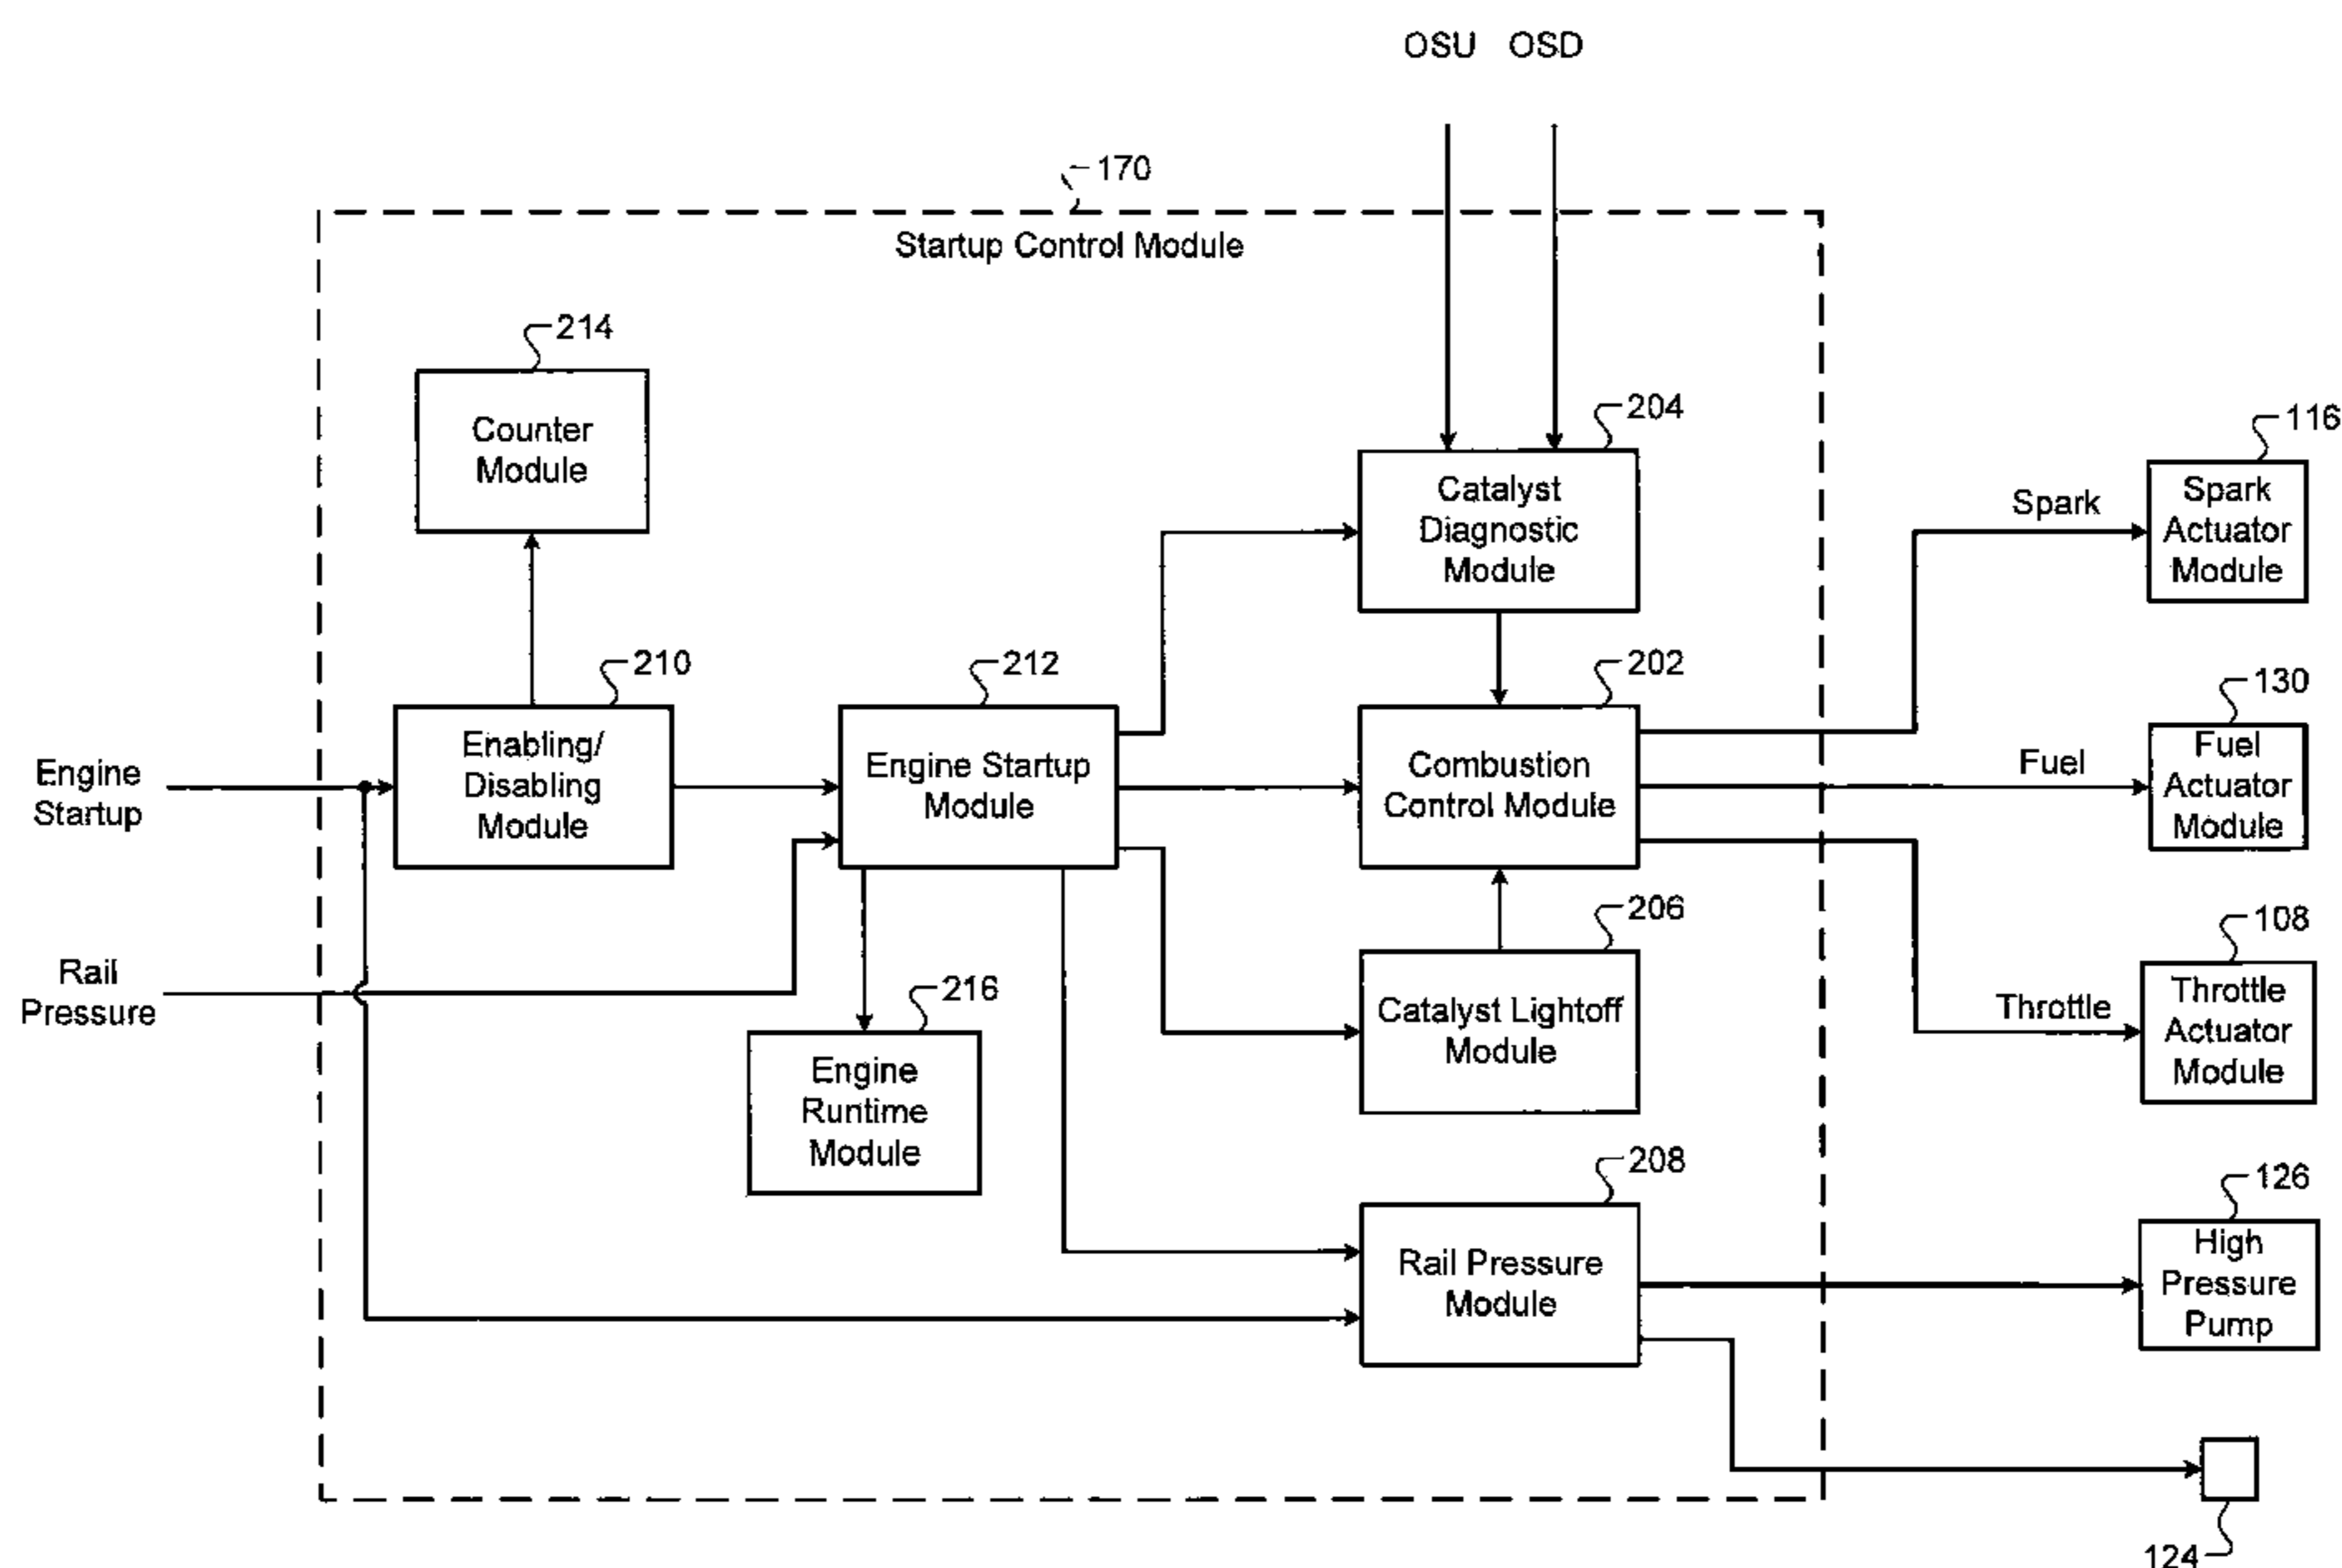 OSU OSD
170
Startup Control Module
214
Counter
Module
204
Catalyst
Diagnostic
Module
116
Spark
Spark
Actuator
Module
210
Enabling/
Disabling
Module
212
Engine Startup
Module
202
Combustion
Control Module
130
Fuel
Fuel
Actuator
Module
Engine
Startup
Rail
Pressure
216
Engine
Runtime
Module
206
Catalyst Lightoff
Module
108
Throttle
Throttle
Actuator
Module
208
Rail Pressure
Module
126
High
Pressure
Pump
124